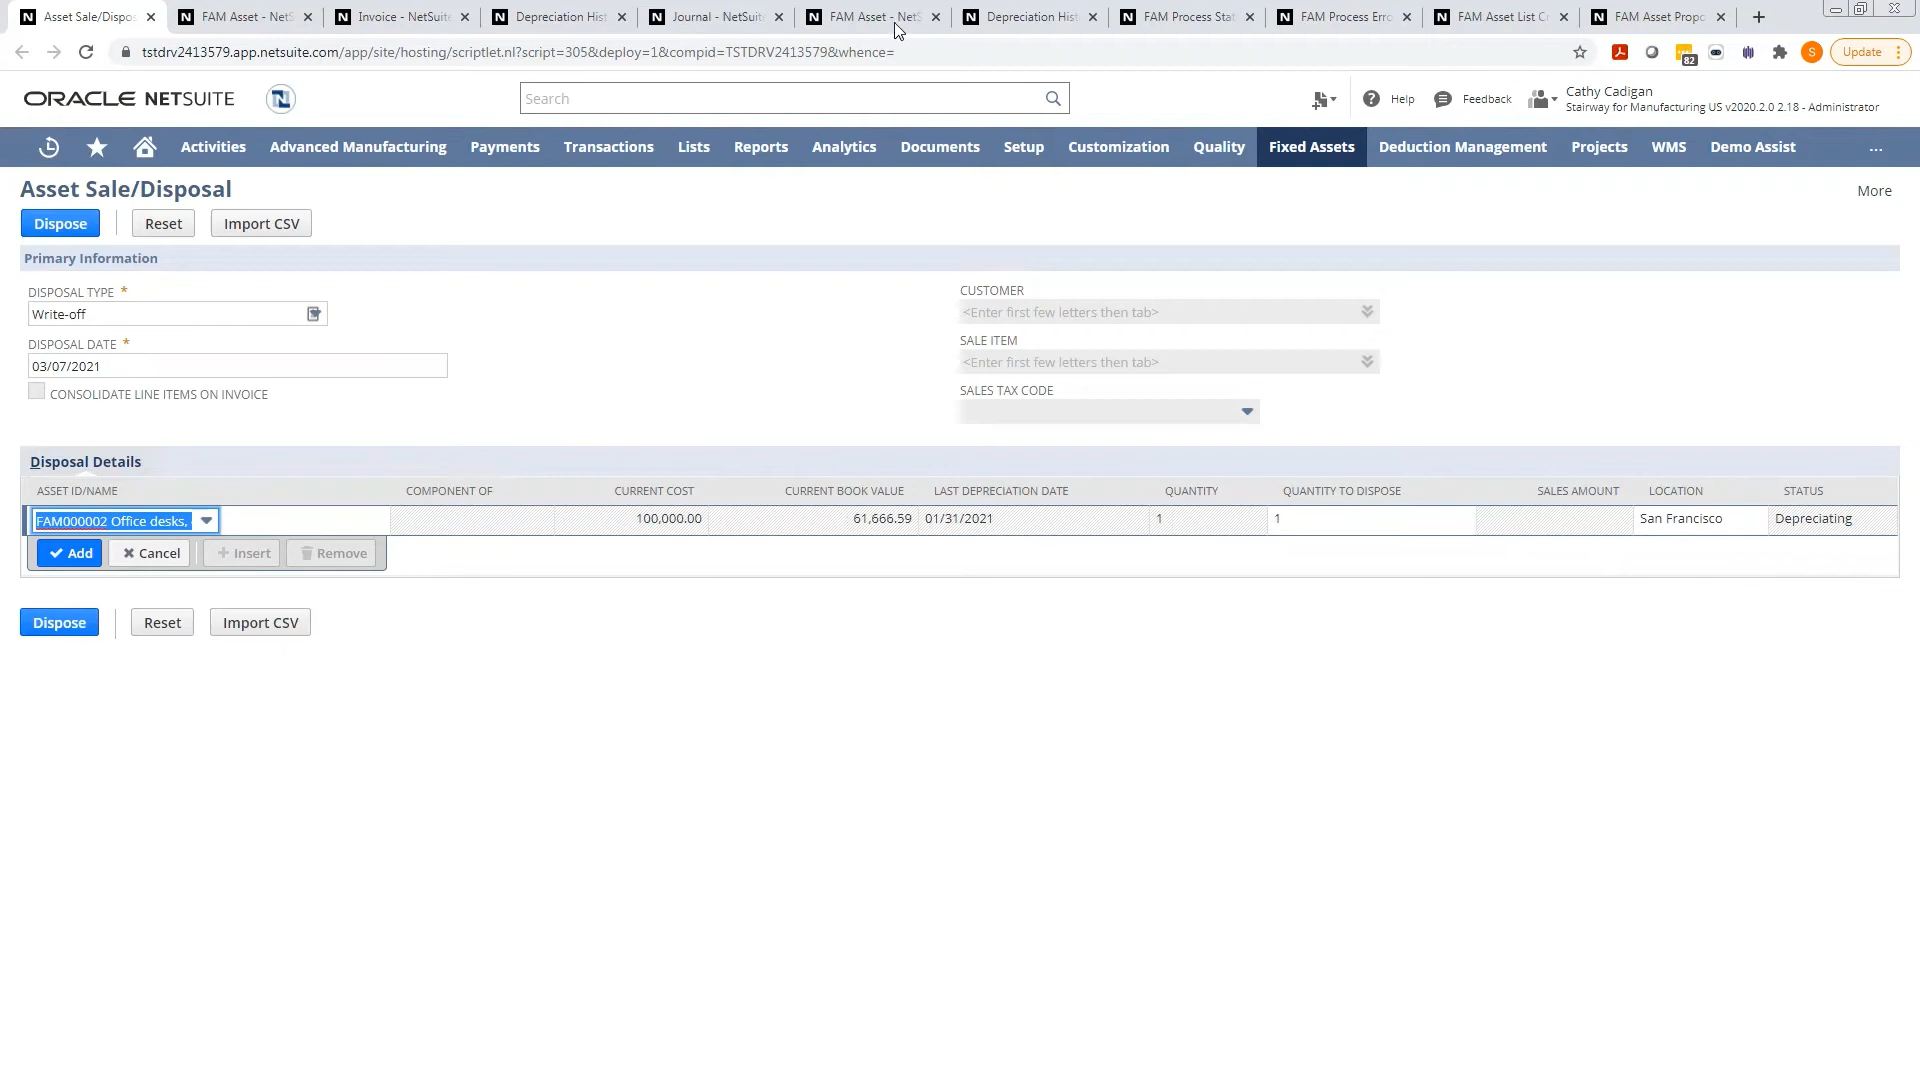 Asset Sale/Dispos
FAM Asset - NetS
Invoice - NetSuite
Depreciation Hist
Journal - NetSuit
FAM Asset - NetS
Depreciation Hist
FAM Process Stat
FAM Process Erro
FAM Asset List Cr
FAM Asset Propo
tstdrv2413579.app.netsuite.com/app/site/hosting/scriptlet.nl?script=305&deploy=1&compid=TSTDRV2413579&whence=
82
S
Update
ORACLE NETSUITE
N
Search
Help
Feedback
Cathy Cadigan
Stairway for Manufacturing US v2020.2.0 2.18 - Administrator
Activities Advanced Manufacturing Payments Transactions Lists Reports Analytics Documents Setup Customization Quality Fixed Assets Deduction Management Projects WMS Demo Assist ...
Asset Sale/Disposal
More
Dispose Reset Import CSV
Primary Information
DISPOSAL TYPE *
Write-off
DISPOSAL DATE *
03/07/2021
CONSOLIDATE LINE ITEMS ON INVOICE
CUSTOMER
<Enter first few letters then tab>
SALE ITEM
<Enter first few letters then tab>
SALES TAX CODE
Disposal Details
ASSET ID/NAME COMPONENT OF CURRENT COST CURRENT BOOK VALUE LAST DEPRECIATION DATE QUANTITY QUANTITY TO DISPOSE SALES AMOUNT LOCATION STATUS
FAM000002 Office desks, 100,000.00 61,666.59 01/31/2021 1 1 San Francisco Depreciating
Add Cancel Insert Remove
Dispose Reset Import CSV